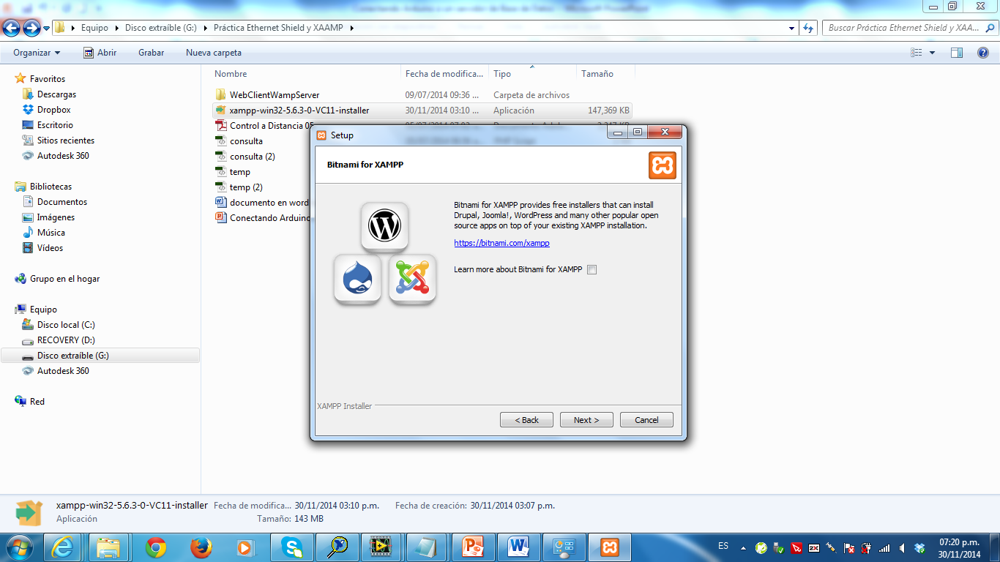 Equipo
Disco extraíble (G:)
Práctica Ethernet Shield y XAAMP
Buscar Práctica Ethernet Shield y XAA...
Organizar
Abrir
Grabar
Nueva carpeta
Favoritos
Descargas
Dropbox
Escritorio
Sitios recientes
Autodesk 360
Bibliotecas
Documentos
Imágenes
Música
Vídeos
Grupo en el hogar
Equipo
Disco local (C:)
RECOVERY (D:)
Disco extraíble (G:)
Autodesk 360
Red
Nombre Fecha de modifica... Tipo Tamaño
WebClientWampServer 09/07/2014 09:36 ... Carpeta de archivos
xampp-win32-5.6.3-0-VC11-installer 30/11/2014 03:10 ... Aplicación 147,369 KB
Control a Distancia 05
consulta
consulta (2)
temp
temp (2)
documento en word
Conectando Arduino
Setup
Bitnami for XAMPP
Bitnami for XAMPP provides free installers that can install
Drupal, Joomla!, WordPress and many other popular open
source apps on top of your existing XAMPP installation.
https://bitnami.com/xampp
Learn more about Bitnami for XAMPP
XAMPP Installer
< Back
Next >
Cancel
xampp-win32-5.6.3-0-VC11-installer Fecha de modifica... 30/11/2014 03:10 p.m. Fecha de creación: 30/11/2014 03:07 p.m.
Aplicación Tamaño: 143 MB
ES
07:20 p.m.
30/11/2014